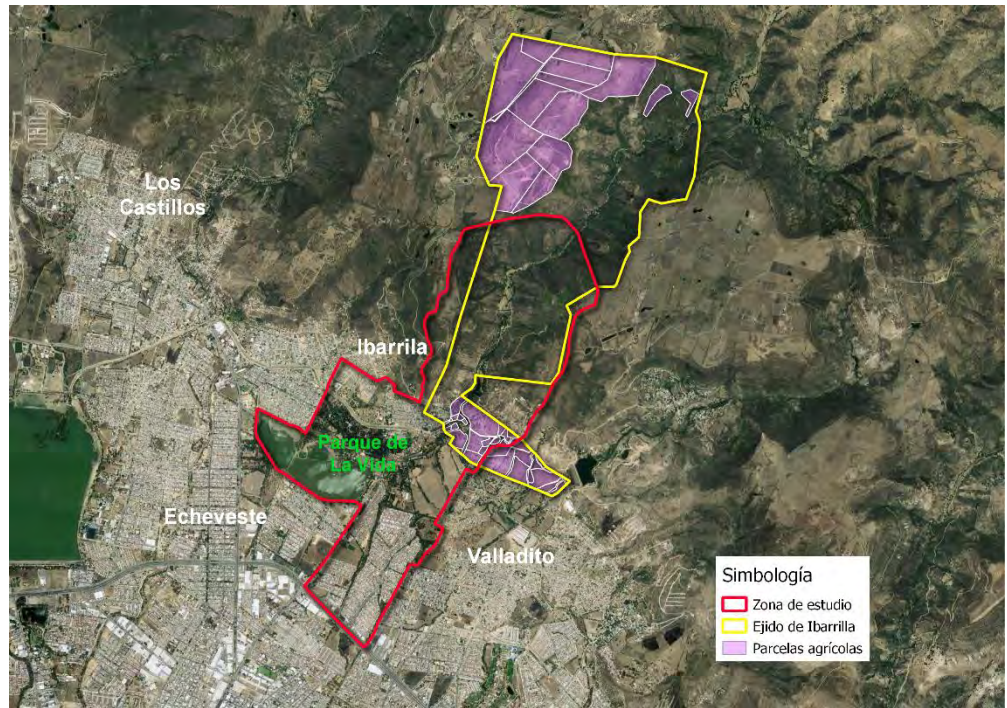 Los
Castillos
Ibarrila
Parque de
La Vida
Echeveste
Valladito
Simbología
Zona de estudio
Ejido de Ibarrilla
Parcelas agrícolas